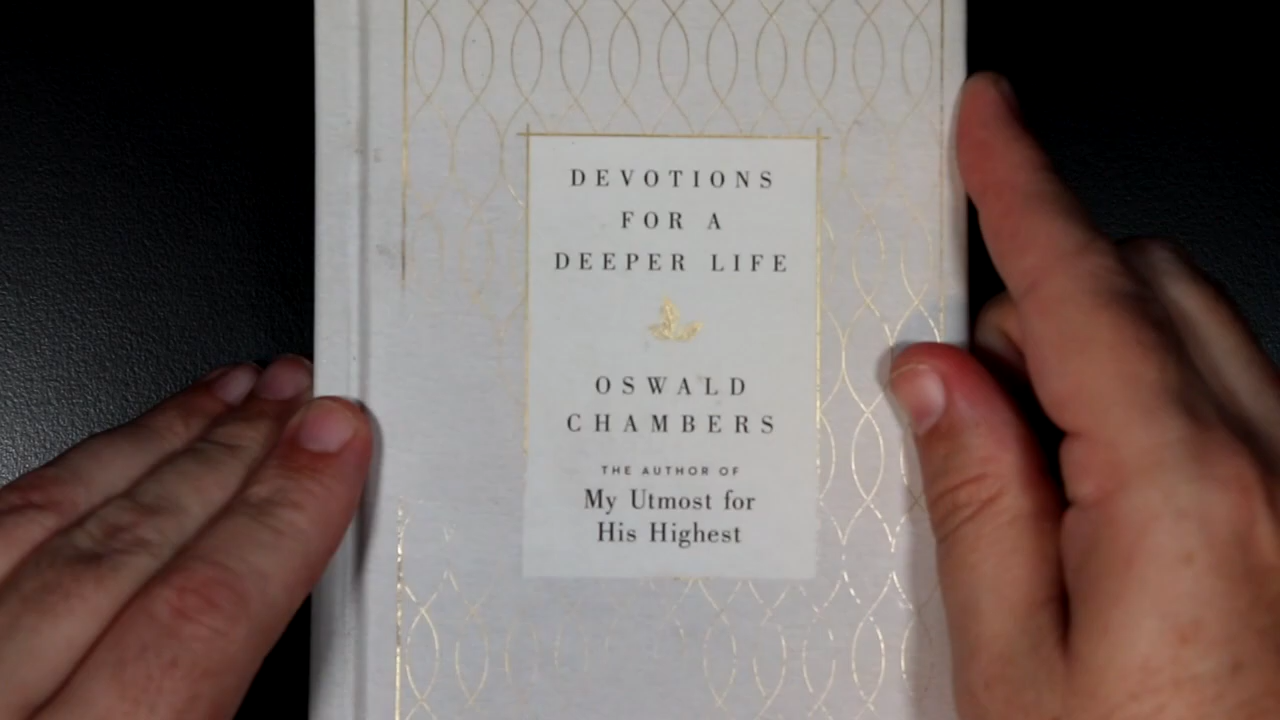 DEVOTIONS
FOR A
DEEPER LIFE
OSWALD
CHAMBERS
THE AUTHOR OF
My Utmost for
His Highest